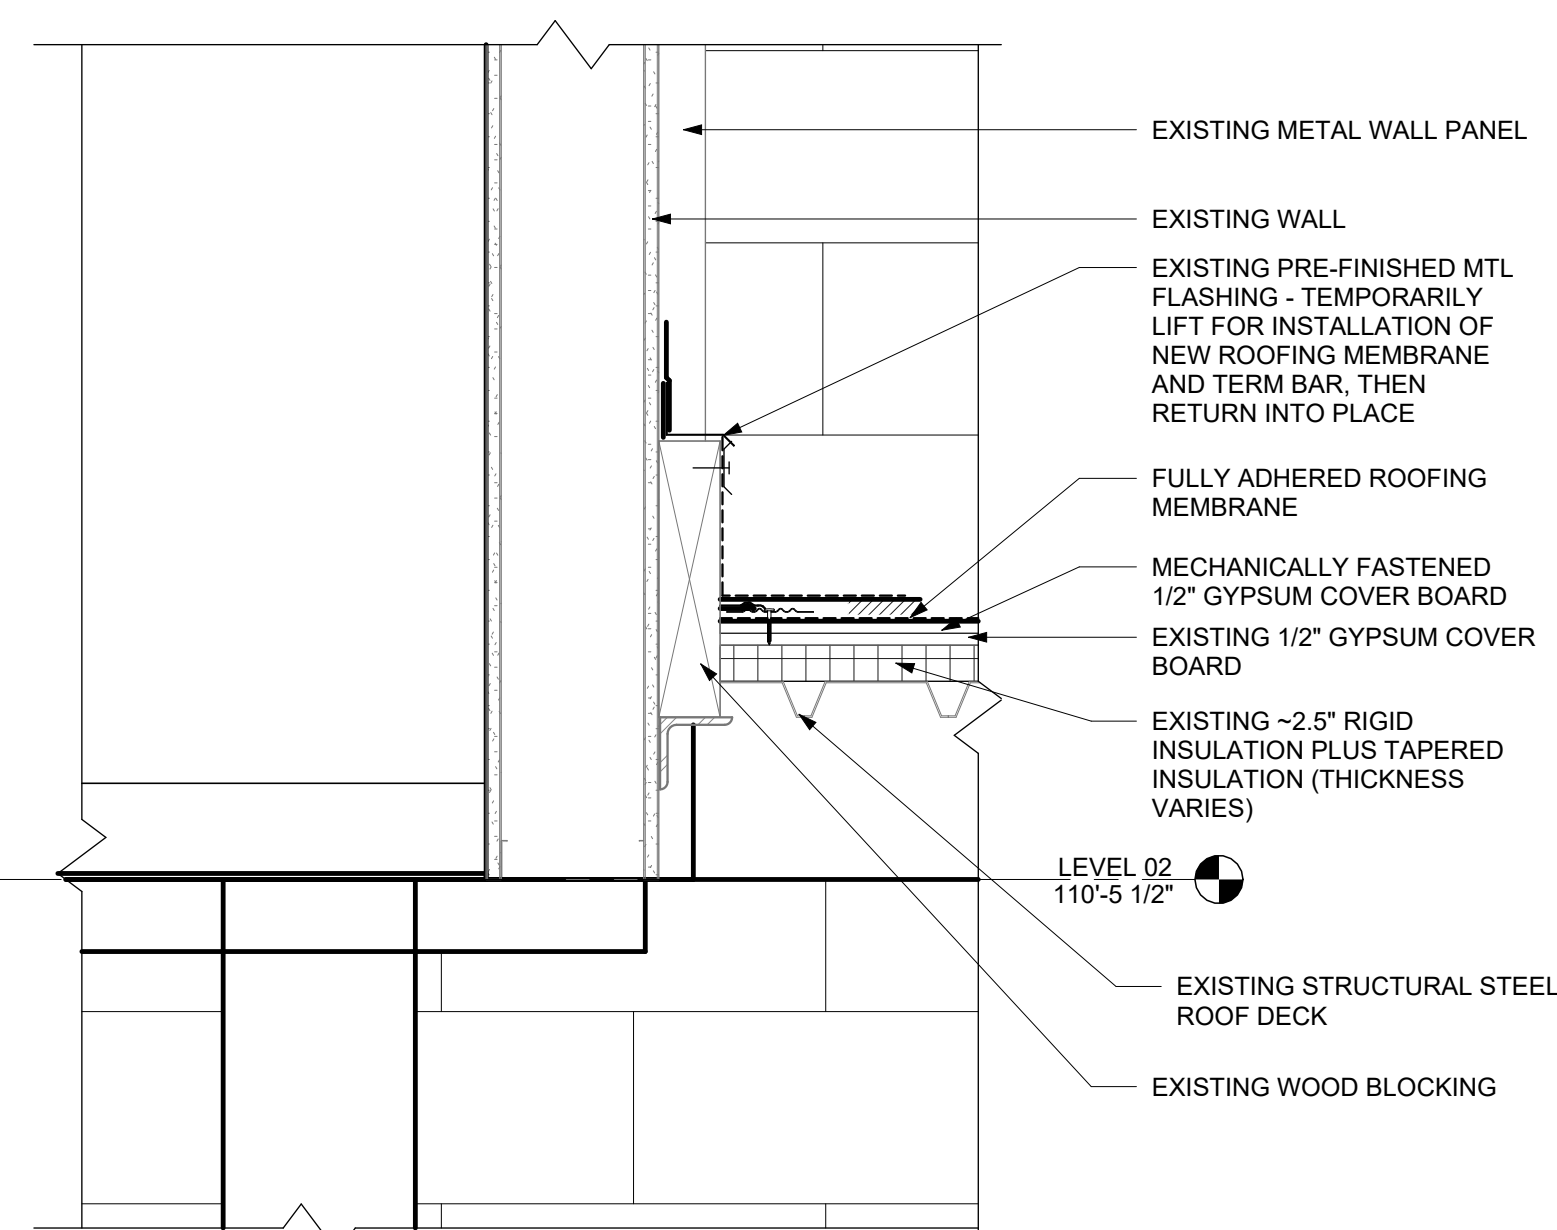 EXISTING METAL WALL PANEL
EXISTING WALL
EXISTING PRE-FINISHED MTL
FLASHING - TEMPORARILY
LIFT FOR INSTALLATION OF
NEW ROOFING MEMBRANE
AND TERM BAR, THEN
RETURN INTO PLACE
FULLY ADHERED ROOFING
MEMBRANE
MECHANICALLY FASTENED
1/2" GYPSUM COVER BOARD
EXISTING 1/2" GYPSUM COVER
BOARD
EXISTING ~2.5" RIGID
INSULATION PLUS TAPERED
INSULATION (THICKNESS
VARIES)
LEVEL 02
110'-5 1/2"
EXISTING STRUCTURAL STEEL
ROOF DECK
EXISTING WOOD BLOCKING